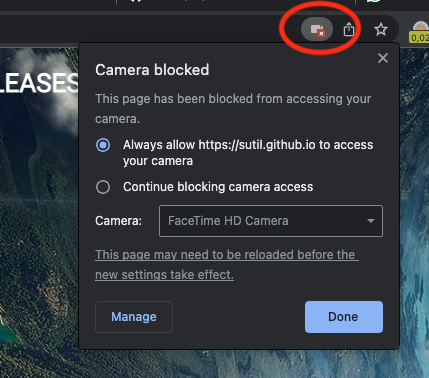 LEASES
0,02
Camera blocked
This page has been blocked from accessing your
camera.
Always allow https://sutil.github.io to access
your camera
Continue blocking camera access
Camera:
FaceTime HD Camera
This page may need to be reloaded before the
new settings take effect.
Manage
Done